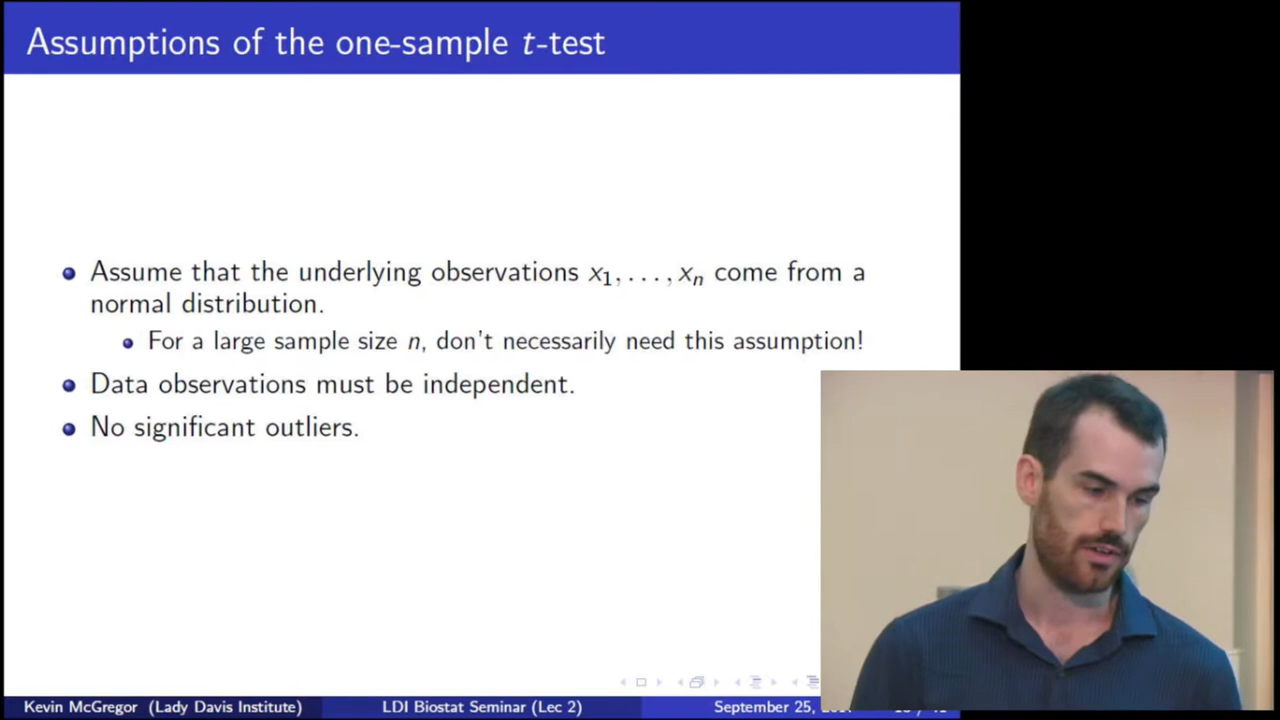 Assumptions of the one-sample t-test
Assume that the underlying observations x₁, . . . , xₙ come from a
normal distribution.
For a large sample size n, don't necessarily need this assumption!
Data observations must be independent.
No significant outliers.
Kevin McGregor (Lady Davis Institute) LDI Biostat Seminar (Lec 2) September 25,